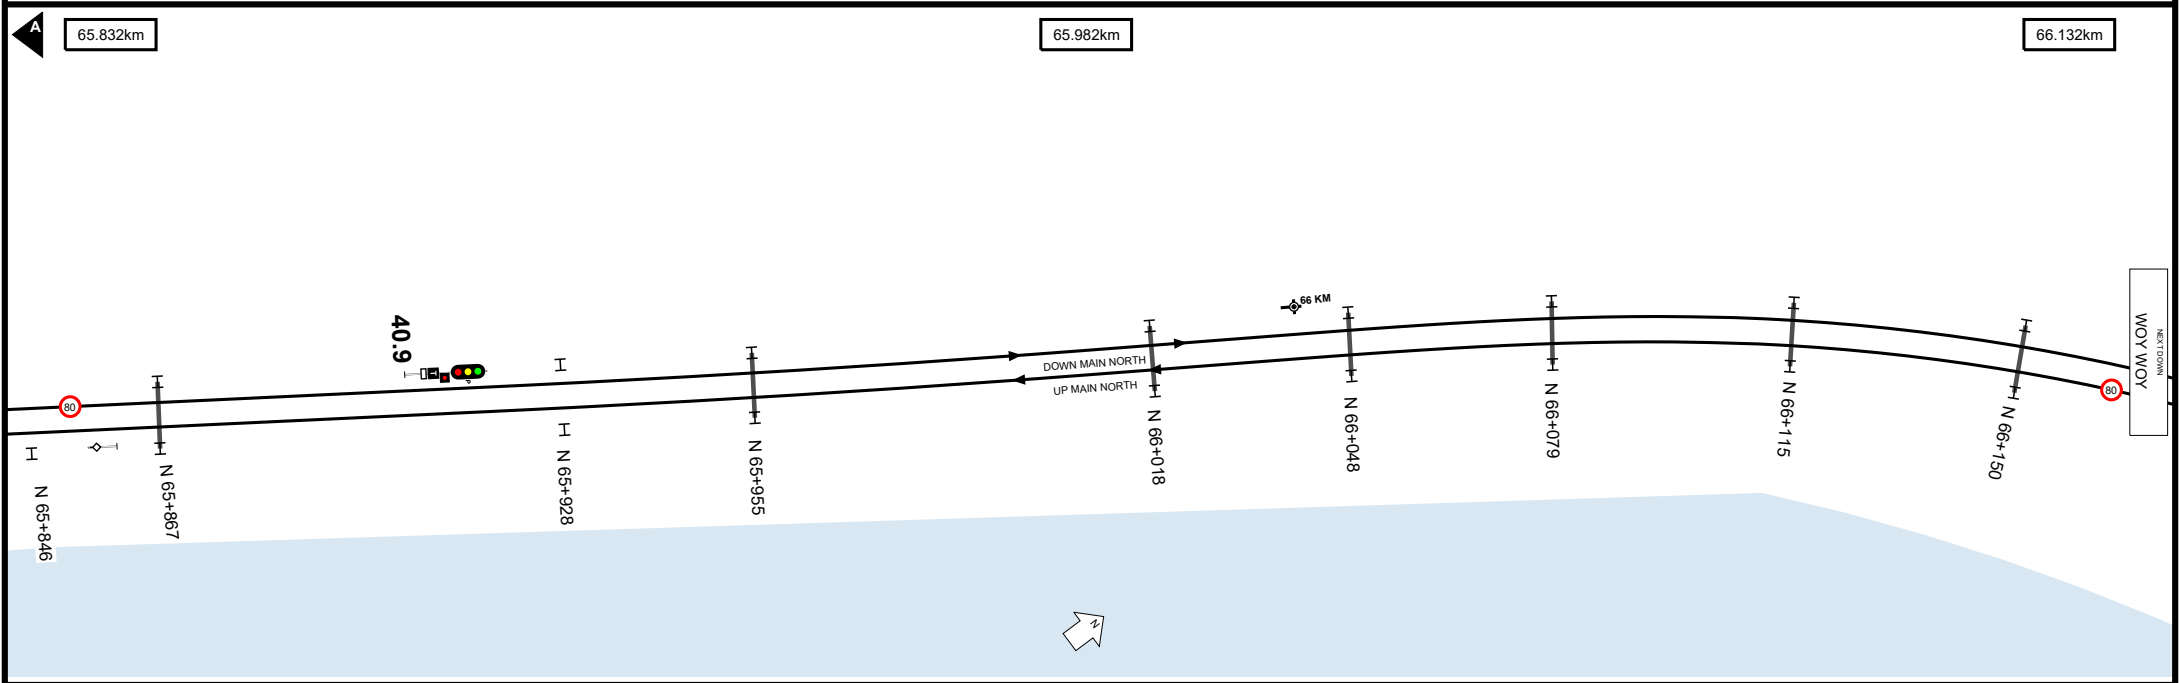 A
65.832km
65.982km
66.132km
40.9
66 KM
80
DOWN MAIN NORTH
UP MAIN NORTH
80
NEXT DOWN
WOY WOY
N 65+846
N 65+867
N 65+928
N 65+955
N 66+018
N 66+048
N 66+079
N 66+115
N 66+150
N